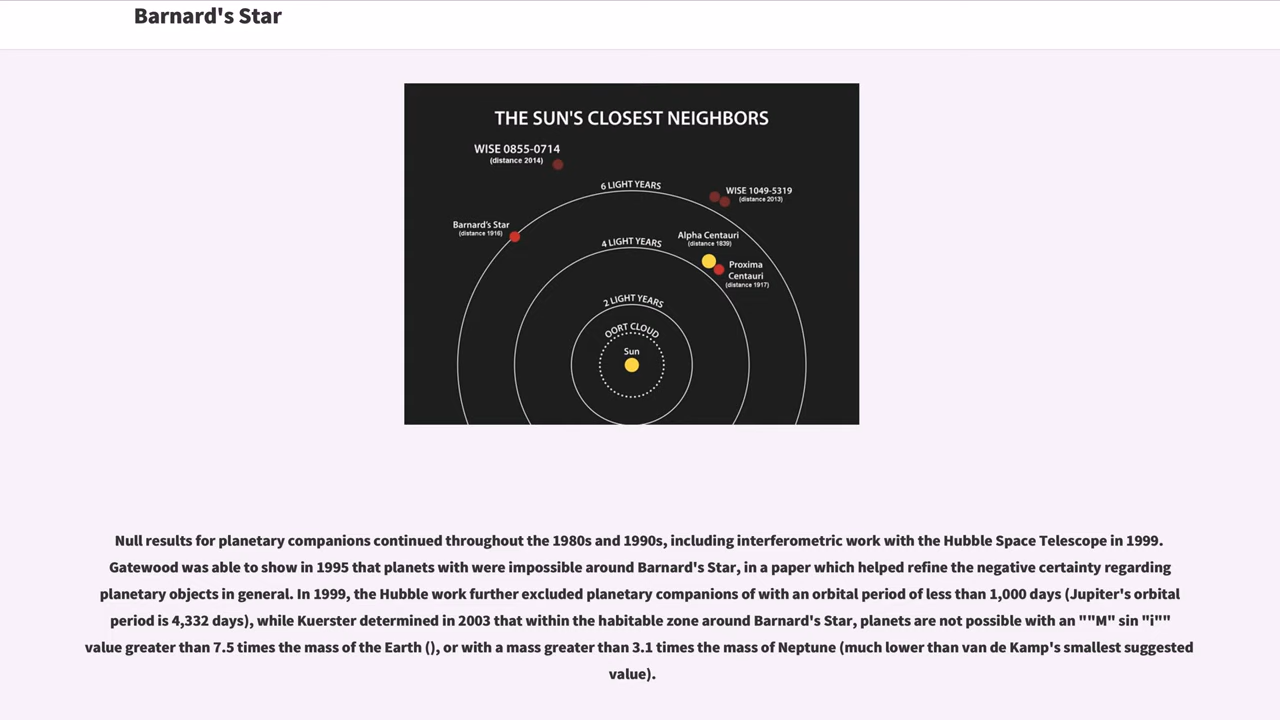 Barnard's Star
THE SUN'S CLOSEST NEIGHBORS
WISE 0855-0714
(distance 2014)
6 LIGHT YEARS
WISE 1049-5319
(distance 2013)
Barnard's Star
(distance 1916)
4 LIGHT YEARS
Alpha Centauri
(distance 1839)
Proxima
Centauri
(distance 1917)
2 LIGHT YEARS
OORT CLOUD
Sun
Null results for planetary companions continued throughout the 1980s and 1990s, including interferometric work with the Hubble Space Telescope in 1999.
Gatewood was able to show in 1995 that planets with were impossible around Barnard's Star, in a paper which helped refine the negative certainty regarding
planetary objects in general. In 1999, the Hubble work further excluded planetary companions of with an orbital period of less than 1,000 days (Jupiter's orbital
period is 4,332 days), while Kuerster determined in 2003 that within the habitable zone around Barnard's Star, planets are not possible with an ""M" sin "i""
value greater than 7.5 times the mass of the Earth (), or with a mass greater than 3.1 times the mass of Neptune (much lower than van de Kamp's smallest suggested
value).